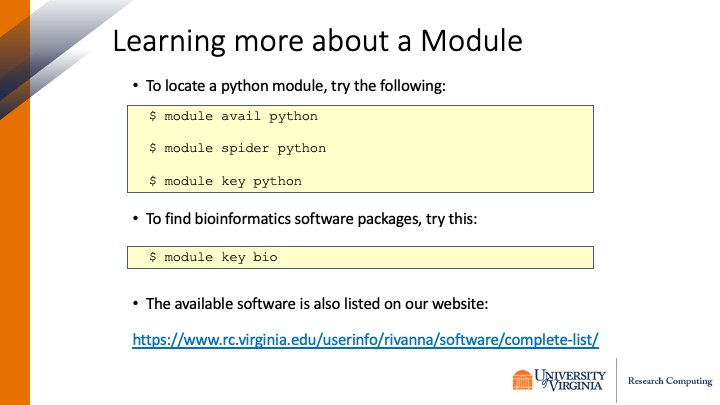 Learning more about a Module
• To locate a python module, try the following:
$ module avail python
$ module spider python
$ module key python
• To find bioinformatics software packages, try this:
$ module key bio
• The available software is also listed on our website:
https://www.rc.virginia.edu/userinfo/rivanna/software/complete-list/
UNIVERSITY
of VIRGINIA
Research Computing